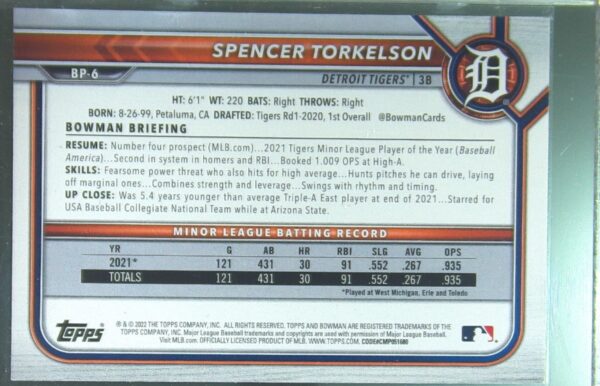 SPENCER TORKELSON
BP-6
DETROIT TIGERS® | 3B
HT: 6'1" WT: 220 BATS: Right THROWS: Right
BORN: 8-26-99, Petaluma, CA DRAFTED: Tigers Rd1-2020, 1st Overall @BowmanCards
BOWMAN BRIEFING
RESUME: Number four prospect (MLB.com)...2021 Tigers Minor League Player of the Year (Baseball
America)...Second in system in homers and RBI...Booked 1.009 OPS at High-A.
SKILLS: Fearsome power threat who also hits for high average...Hunts pitches he can drive, laying
off marginal ones...Combines strength and leverage...Swings with rhythm and timing.
UP CLOSE: Was 5.4 years younger than average Triple-A East player at end of 2021...Starred for
USA Baseball Collegiate National Team while at Arizona State.
MINOR LEAGUE BATTING RECORD
YR G AB HR RBI SLG AVG OPS
2021* 121 431 30 91 .552 .267 .935
TOTALS 121 431 30 91 .552 .267 .935
*Played at West Michigan, Erie and Toledo
Topps
® & © 2022 THE TOPPS COMPANY, INC. ALL RIGHTS RESERVED. TOPPS AND BOWMAN ARE REGISTERED TRADEMARKS OF THE
TOPPS COMPANY, INC. Major League Baseball trademarks and copyrights are used with permission of Major League Baseball.
Visit MLB.com. OFFICIALLY LICENSED PRODUCT OF MLB. WWW.TOPPS.COM. CODE#CMP051680